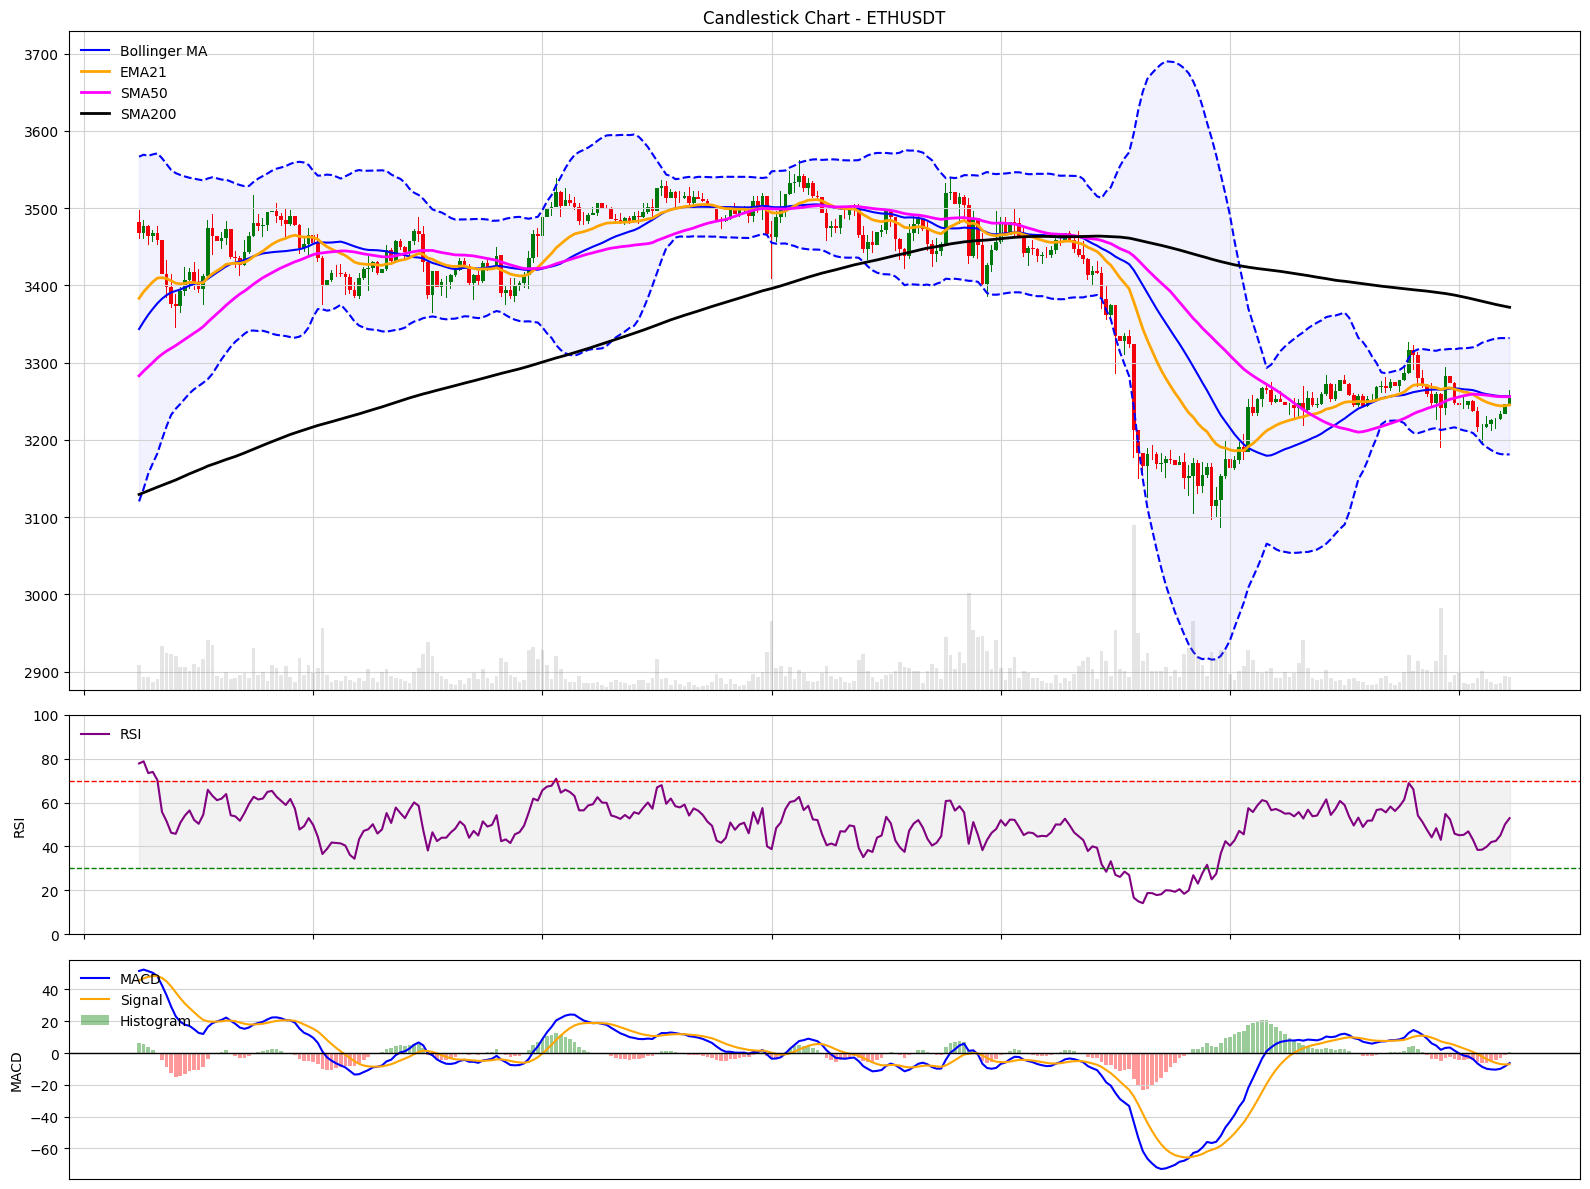 Candlestick Chart - ETHUSDT
Bollinger MA
EMA21
SMA50
SMA200
3700
3600
3500
3400
3300
3200
3100
3000
2900
RSI
RSI
100
80
60
40
20
0
MACD
Signal
Histogram
MACD
40
20
0
−20
−40
−60